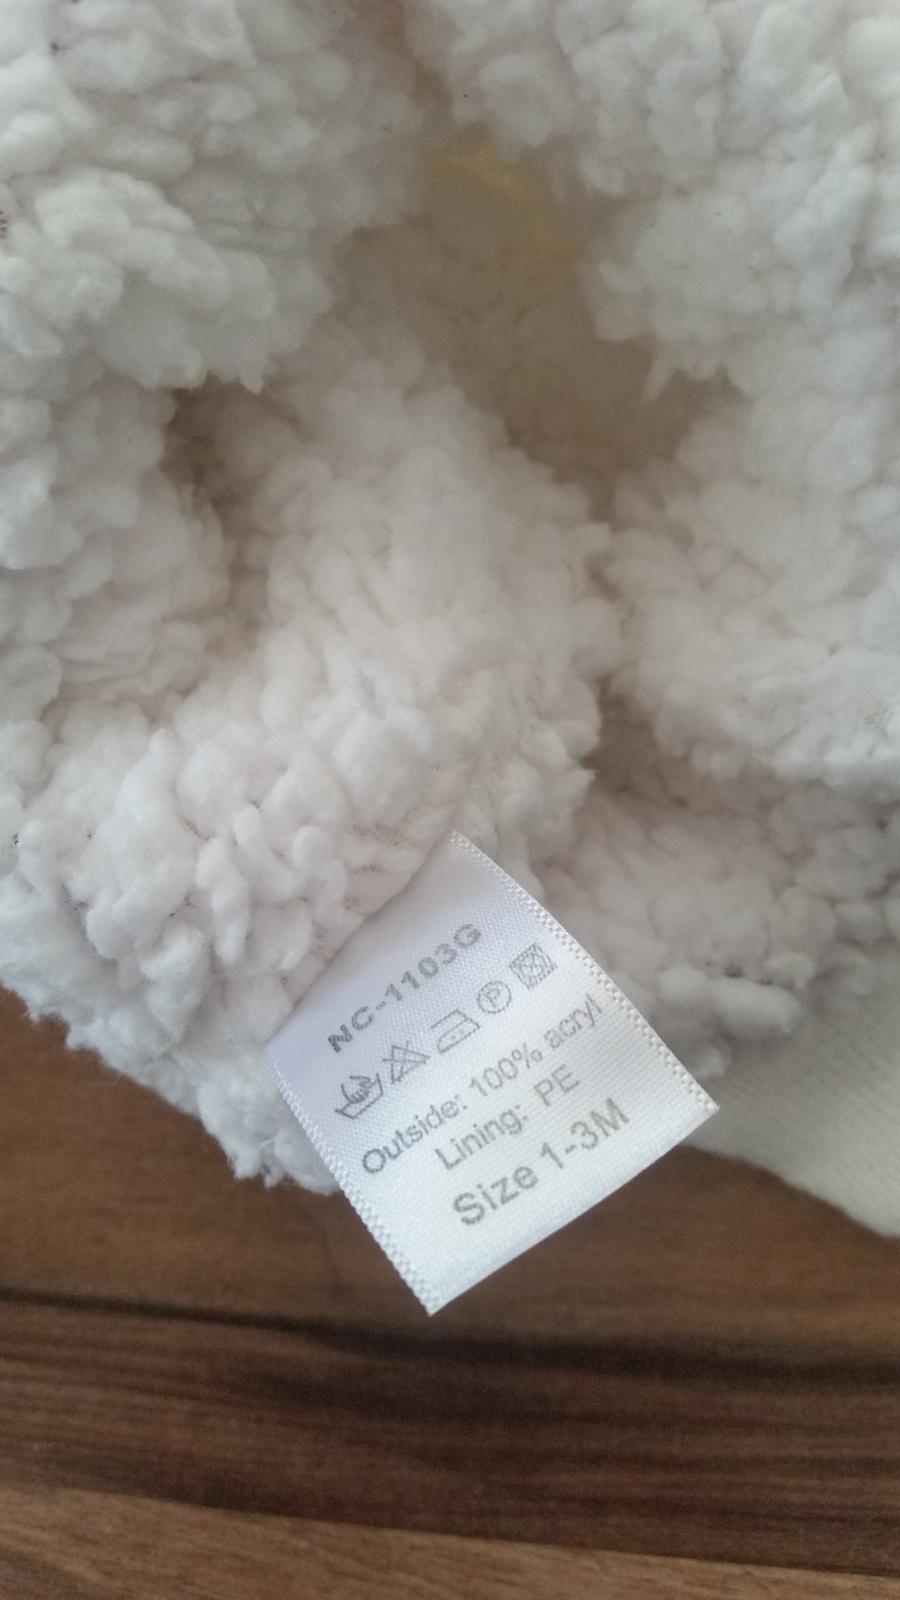 NC-1103G
P
Outside: 100% acryl
Lining: PE
Size 1-3M